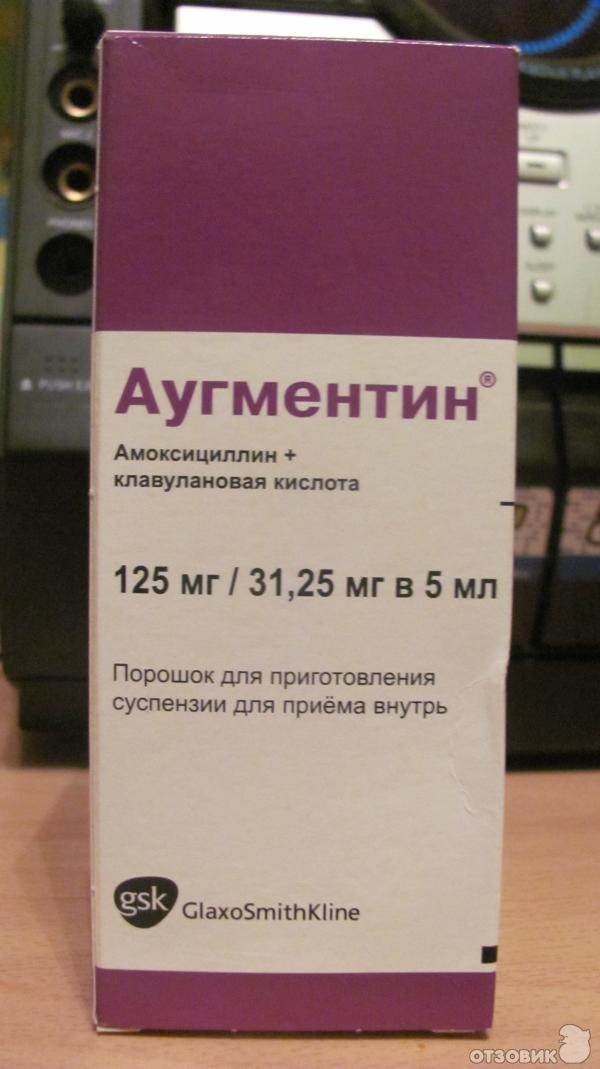 Аугментин®
Амоксициллин +
клавулановая кислота
125 мг / 31,25 мг в 5 мл
Порошок для приготовления
суспензии для приёма внутрь
gsk GlaxoSmithKline
ОТЗОВИК